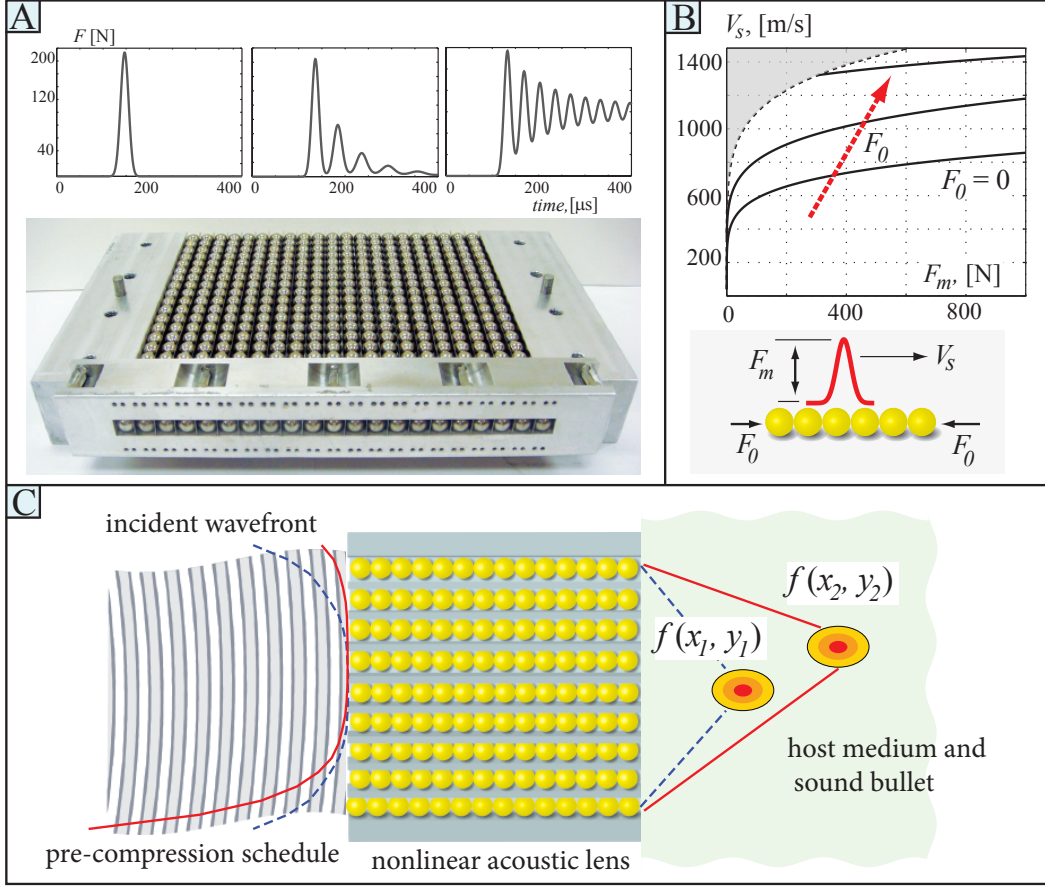 A
F [N]
200
120
40
0
200
400
0
200
400
0
200
400
time, [µs]
B
V_s, [m/s]
1400
1000
600
200
F_0
F_0 = 0
F_m, [N]
0
400
800
F_m
V_s
F_0
F_0
C
incident wavefront
f (x_2, y_2)
f (x_1, y_1)
host medium and
sound bullet
pre-compression schedule
nonlinear acoustic lens